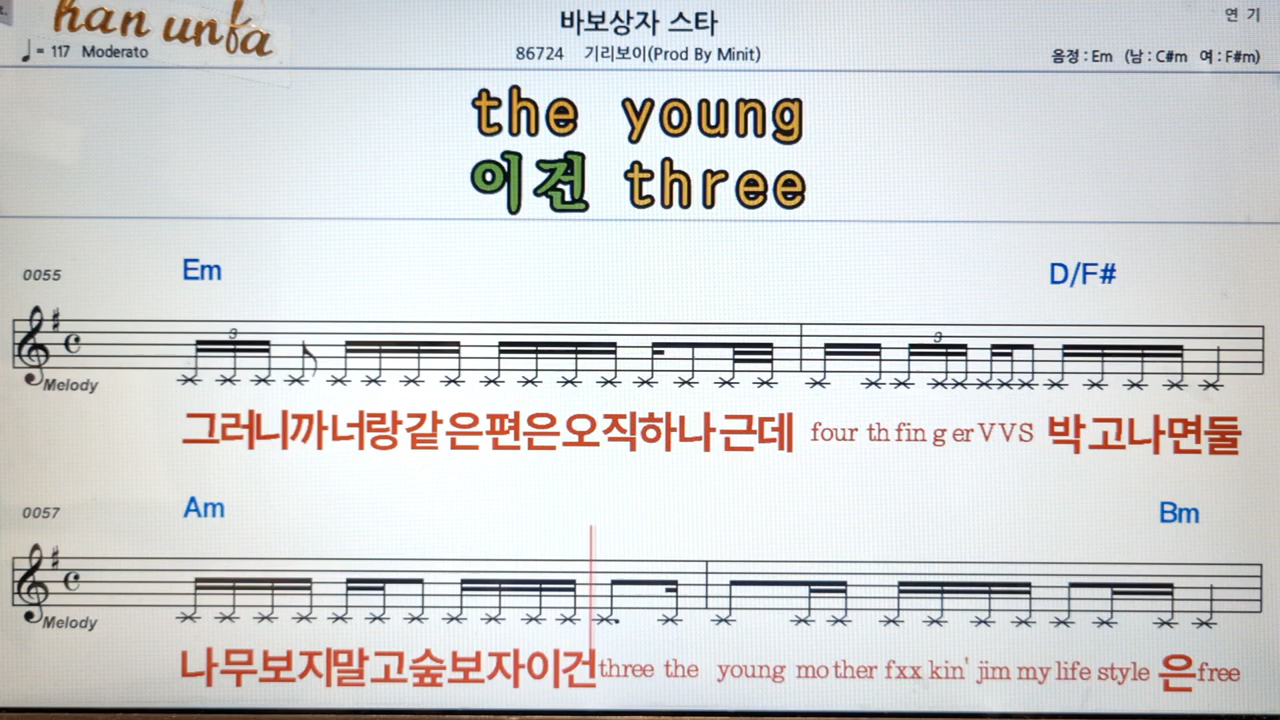 han unfa
연 기
바보상자 스타
♩= 117 Moderato
86724 기리보이(Prod By Minit)
음정 : Em (남 : C#m 여 : F#m)
the young
이건 three
0055
Em
D/F#
3
3
Melody
그러니까너랑같은편은오직하나근데 four th fin g er V V S 박고나면둘
0057
Am
Bm
Melody
나무보지말고숲보자이건three the young mo ther fxx kin' jim my life style 은free